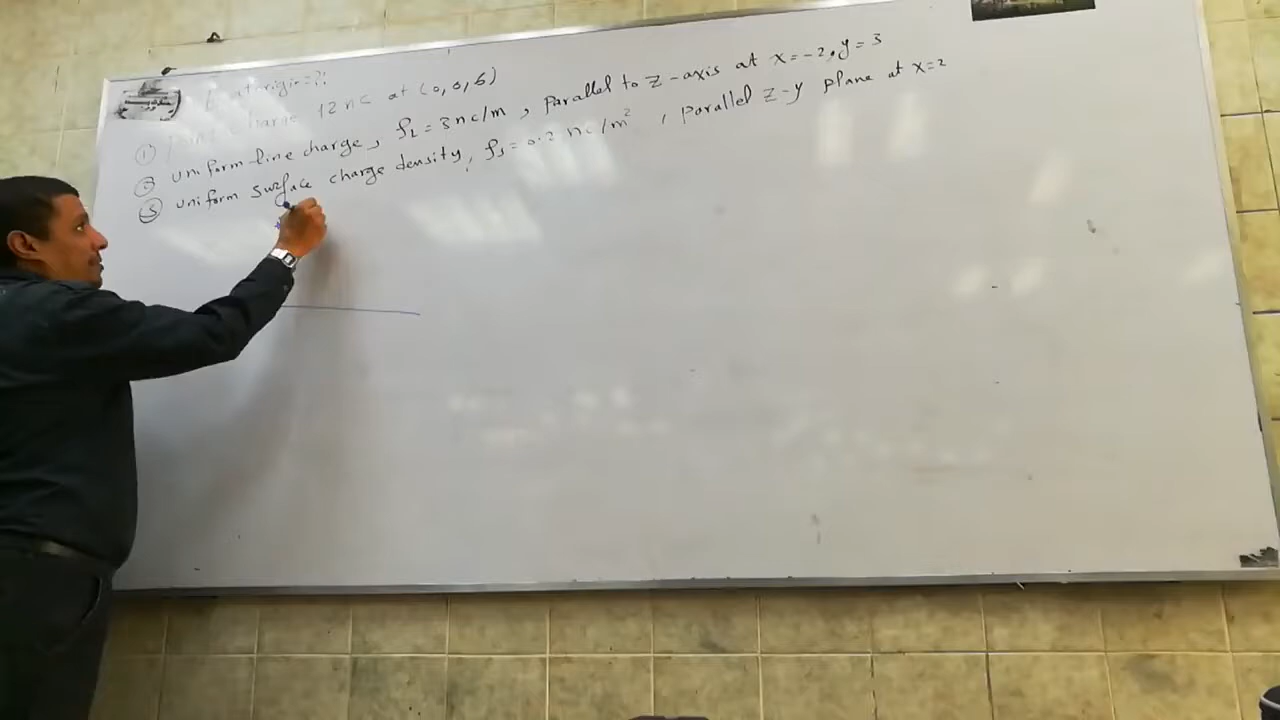 E at origin = ?!
① point charge 12 nC at (0,0,6)
② uniform line charge, ρL = 3 nC/m, parallel to Z-axis at x=-2, y=3
③ uniform surface charge density, ρs = 0.2 nC/m², parallel Z-y plane at x=2